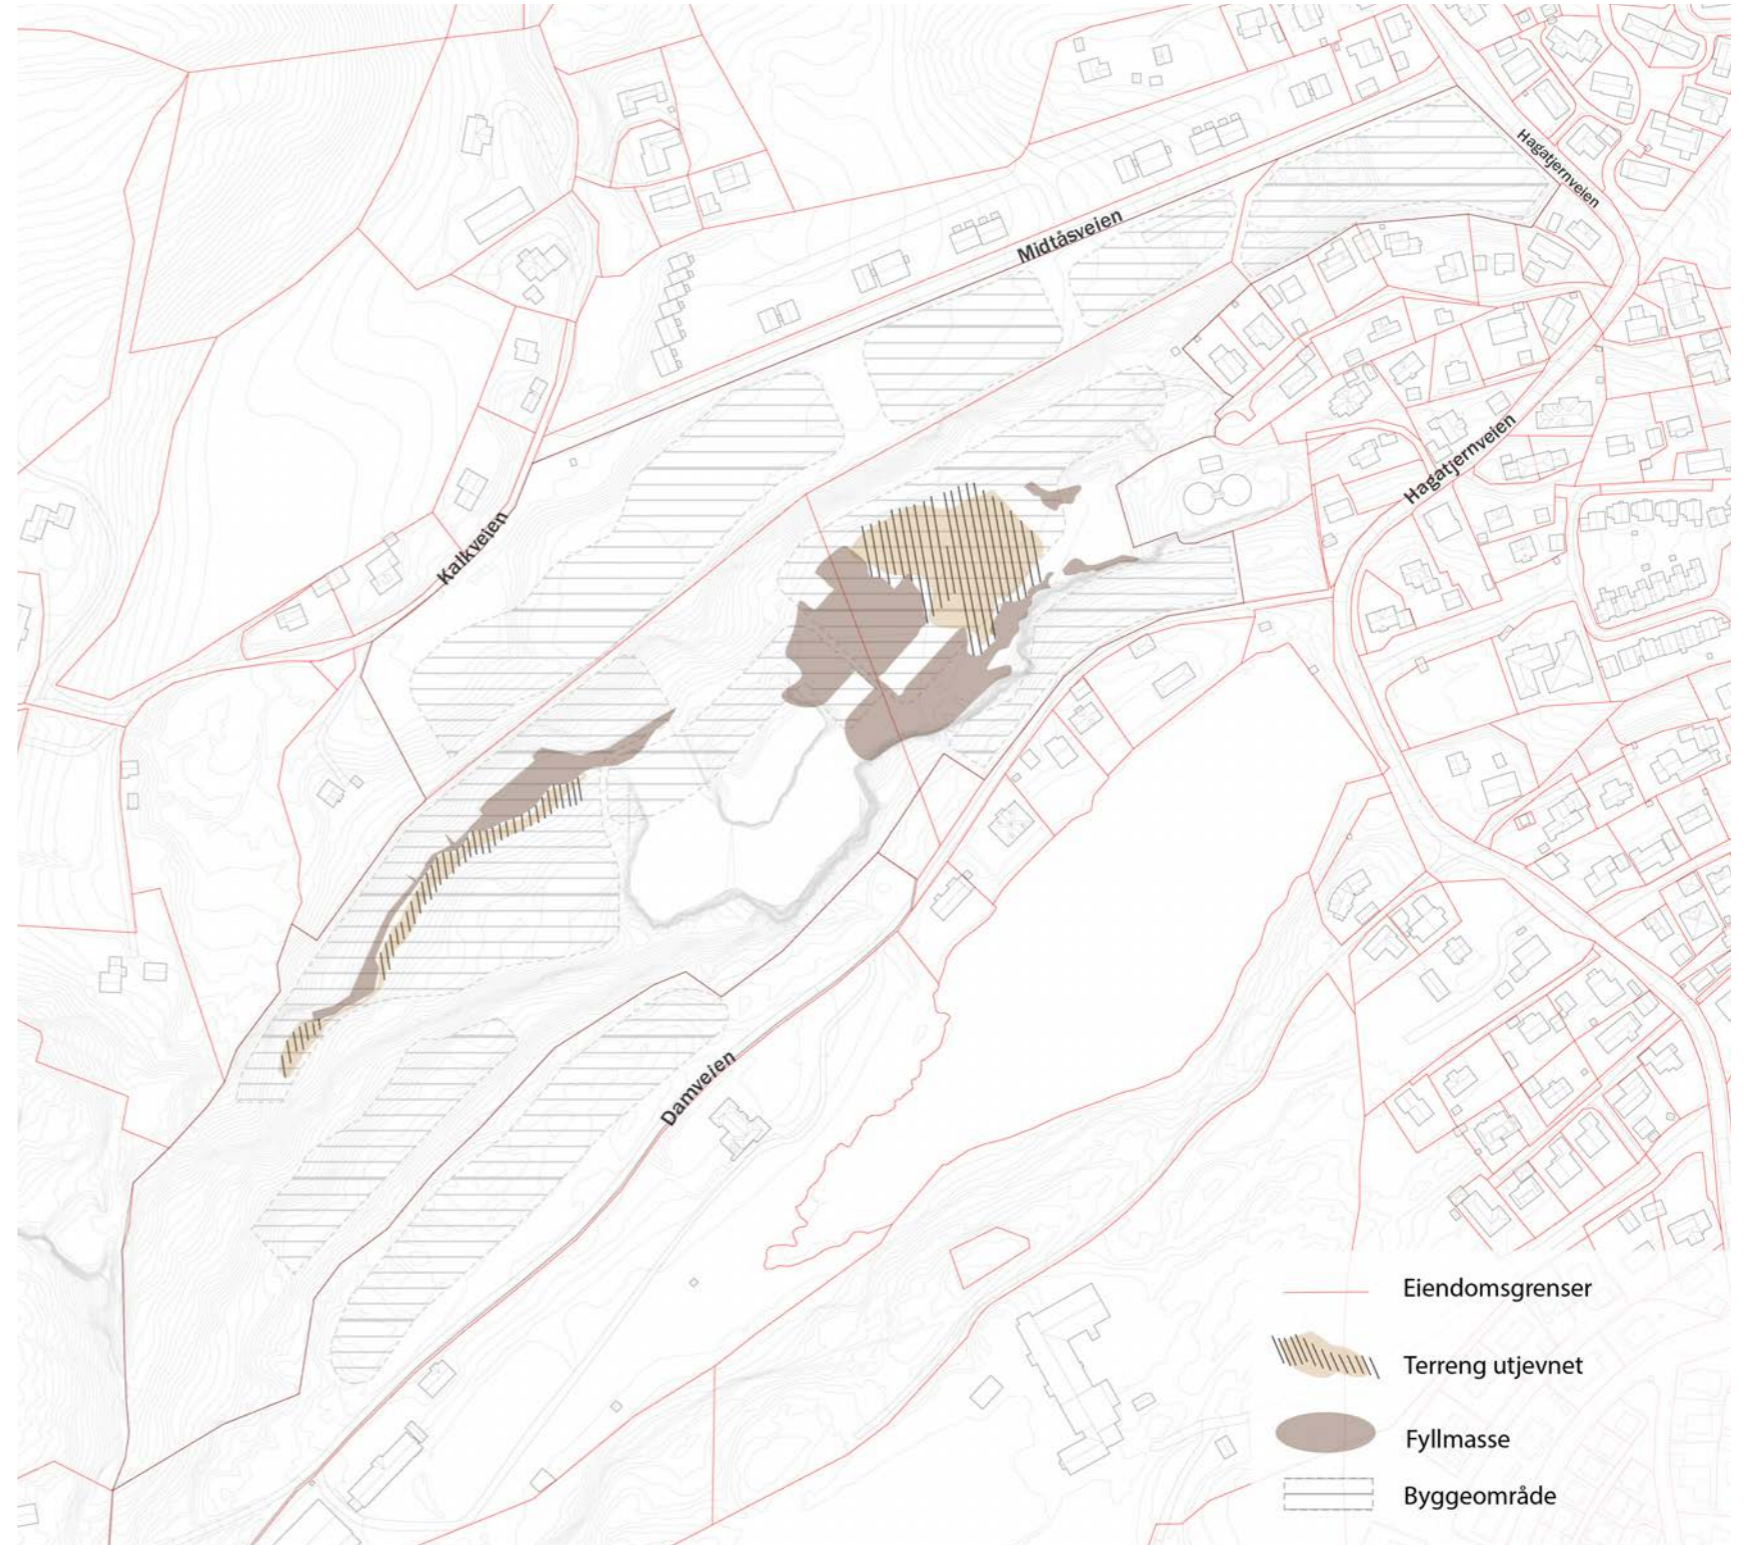 Hagatjernveien
Midtåsveien
Hagatjernveien
Kalkveien
Damveien
Eiendomsgrenser
Terreng utjevnet
Fyllmasse
Byggeområde